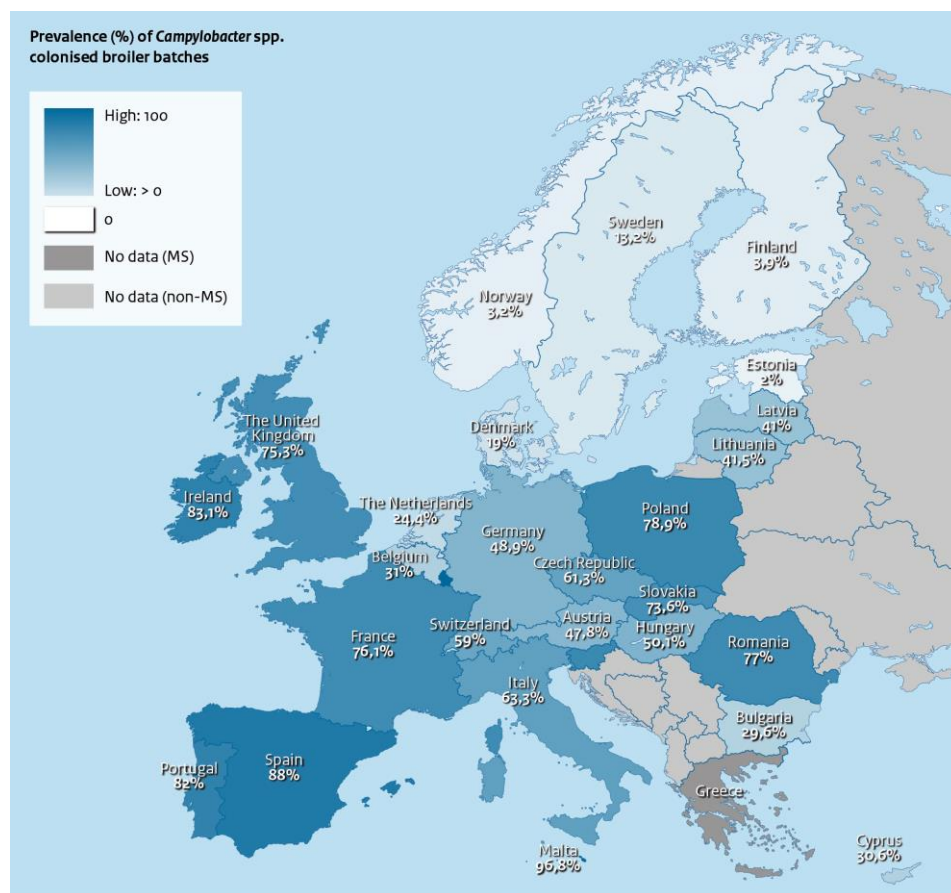 Prevalence (%) of Campylobacter spp.
colonised broiler batches
High: 100
Low: > 0
0
No data (MS)
No data (non-MS)
Sweden
13,2%
Finland
3,9%
Norway
3,2%
Estonia
2%
Latvia
41%
Lithuania
41,5%
Denmark
19%
The United
Kingdom
75,3%
Ireland
83,1%
The Netherlands
24,4%
Belgium
31%
Germany
48,9%
Poland
78,9%
Czech Republic
61,3%
Slovakia
73,6%
Austria
47,8%
Hungary
50,1%
Switzerland
59%
France
76,1%
Romania
77%
Italy
63,3%
Bulgaria
29,6%
Portugal
82%
Spain
88%
Greece
Malta
96,8%
Cyprus
30,6%